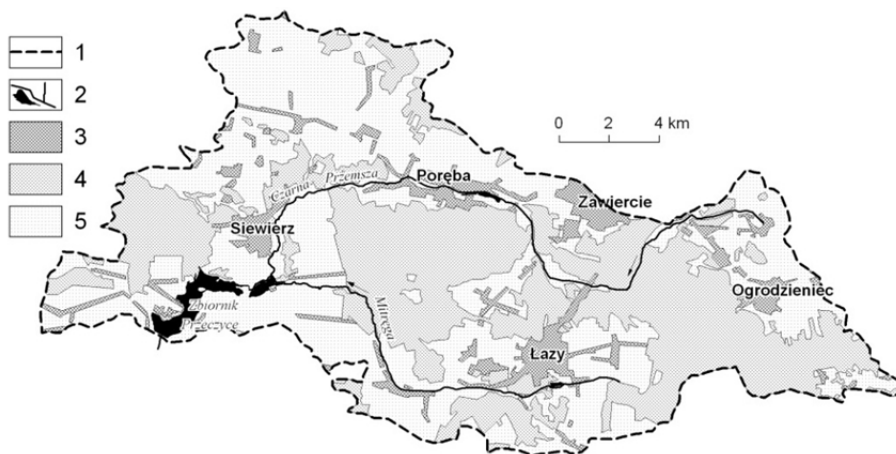 1
2
3
4
5
0 2 4 km
Poręba
Czarna Przemsza
Zawiercie
Siewierz
Ogrodzieniec
Zbiornik
Przeczyce
Mitręga
Łazy